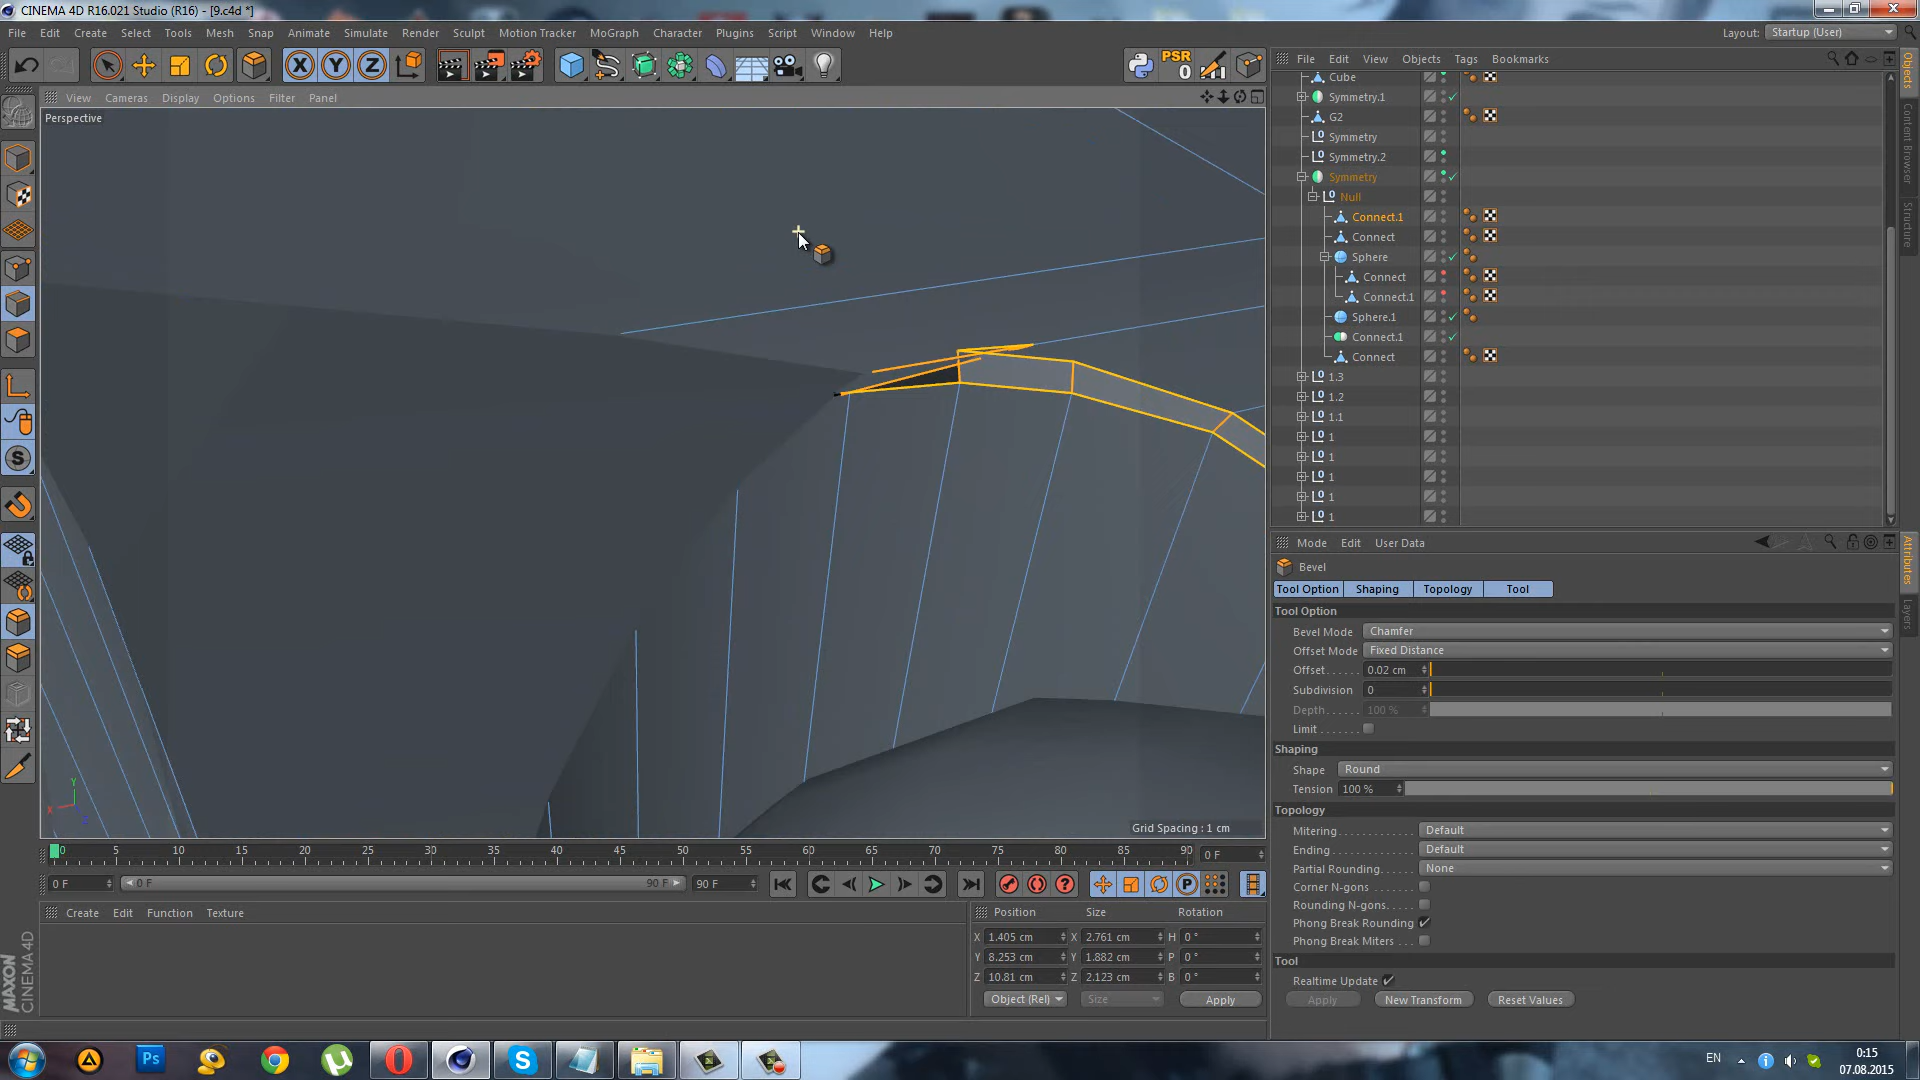 CINEMA 4D R16.021 Studio (R16) - [9.c4d *]
File Edit Create Select Tools Mesh Snap Animate Simulate Render Sculpt Motion Tracker MoGraph Character Plugins Script Window Help
Layout: Startup (User)
X Y Z
PSR
0
File Edit View Objects Tags Bookmarks
View Cameras Display Options Filter Panel
Perspective
Cube
Symmetry.1
G2
Symmetry
Symmetry.2
Symmetry
Null
Connect.1
Connect
Sphere
Connect
Connect.1
Sphere.1
Connect.1
Connect
1.3
1.2
1.1
1
1
1
1
1
Objects
Content Browser
Structure
Attributes
Layers
Mode Edit User Data
Bevel
Tool Option Shaping Topology Tool
Tool Option
Bevel Mode Chamfer
Offset Mode Fixed Distance
Offset 0.02 cm
Subdivision 0
Depth 100 %
Limit
Shaping
Shape Round
Tension 100 %
Topology
Mitering Default
Ending Default
Partial Rounding Default None
Corner N-gons
Rounding N-gons
Phong Break Rounding
Phong Break Miters
Tool
Realtime Update
Apply New Transform Reset Values
Y
X
Z
Grid Spacing : 1 cm
0 5 10 15 20 25 30 35 40 45 50 55 60 65 70 75 80 85 90 0 F
0 F 0 F 90 F 90 F
Create Edit Function Texture
Position Size Rotation
X 1.405 cm X 2.761 cm H 0 °
Y 8.253 cm Y 1.882 cm P 0 °
Z 10.81 cm Z 2.123 cm B 0 °
Object (Rel) Size Apply
MAXON
CINEMA 4D
Ps
EN
0:15
07.08.2015